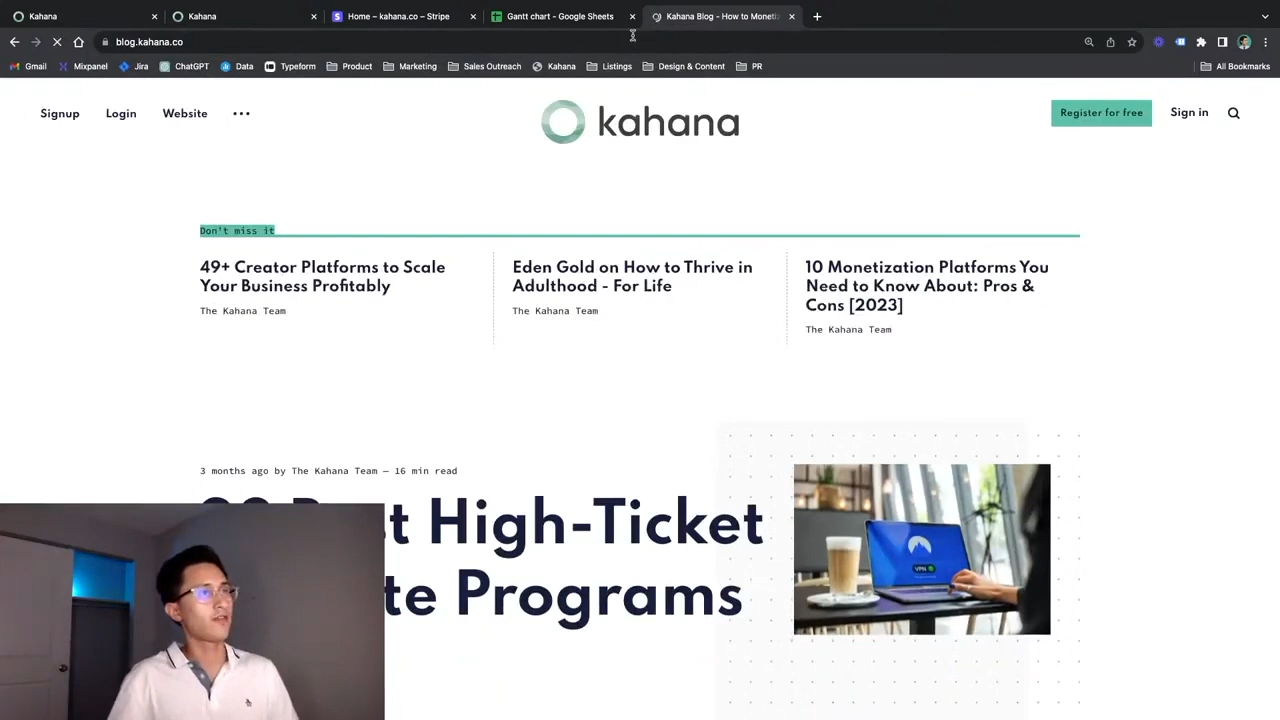 Kahana
Kahana
Home – kahana.co – Stripe
Gantt chart - Google Sheets
Kahana Blog - How to Moneti
blog.kahana.co
Gmail
Mixpanel
Jira
ChatGPT
Data
Typeform
Product
Marketing
Sales Outreach
Kahana
Listings
Design & Content
PR
All Bookmarks
Signup
Login
Website
kahana
Register for free
Sign in
Don't miss it
49+ Creator Platforms to Scale
Your Business Profitably
The Kahana Team
Eden Gold on How to Thrive in
Adulthood - For Life
The Kahana Team
10 Monetization Platforms You
Need to Know About: Pros &
Cons [2023]
The Kahana Team
3 months ago by The Kahana Team — 16 min read
High-Ticket
Programs
VPN